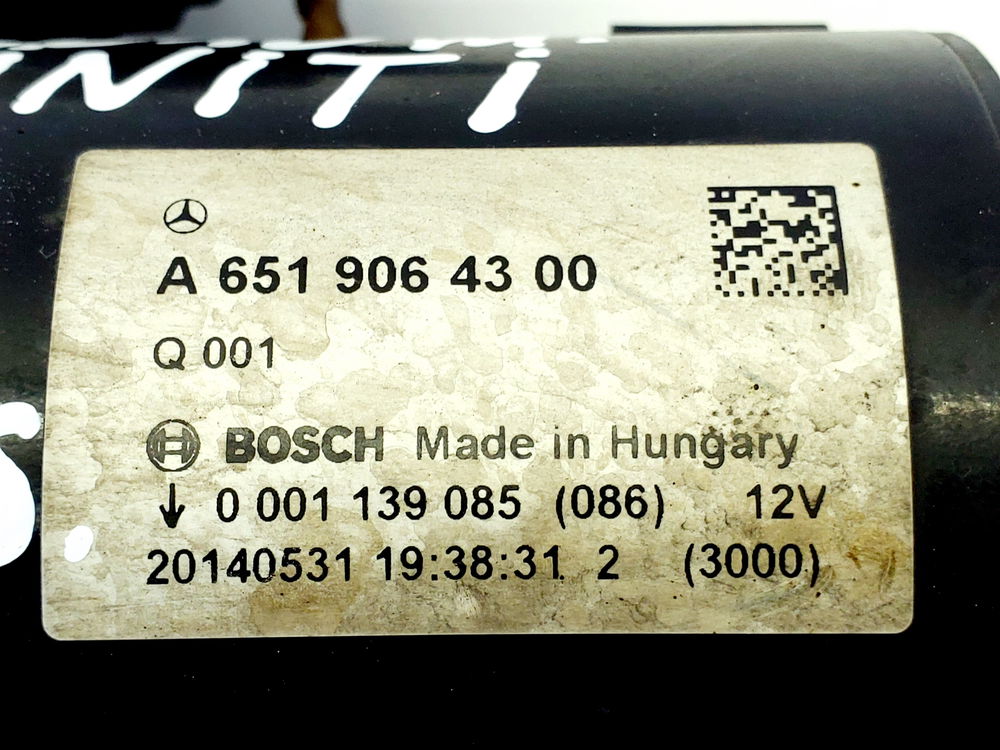 A 651 906 43 00
Q 001
BOSCH Made in Hungary
↓ 0 001 139 085 (086) 12V
20140531 19:38:31 2 (3000)